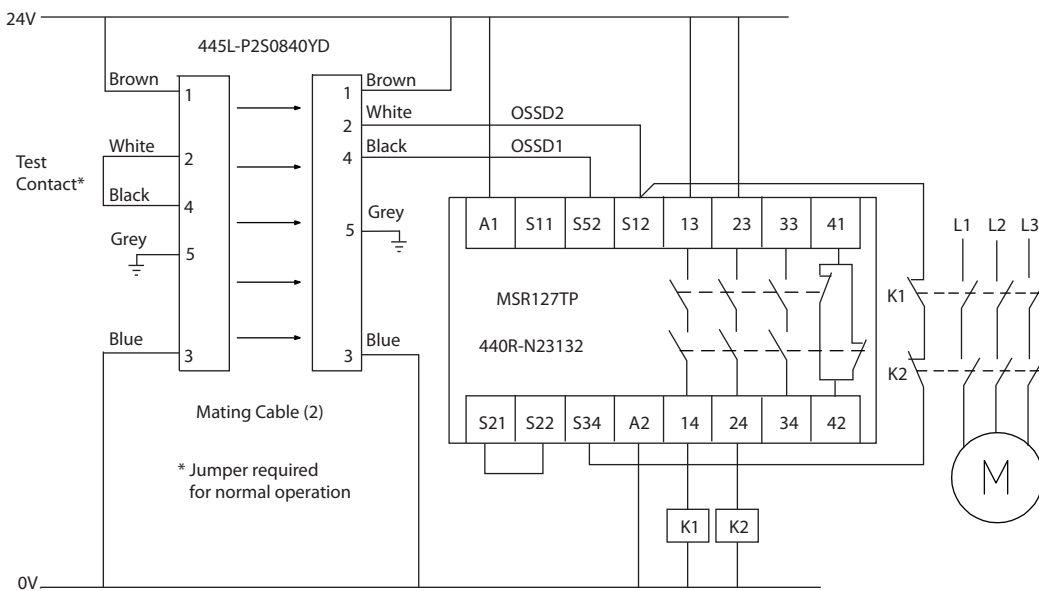 24V
445L-P2S0840YD
Brown
Brown
1
1
White
OSSD2
2
White
Black
OSSD1
Test
Contact*
2
4
Black
4
Grey
Grey
5
5
A1 S11 S52 S12 13 23 33 41
L1 L2 L3
MSR127TP
K1
440R-N23132
Blue
Blue
3
3
K2
Mating Cable (2)
S21 S22 S34 A2 14 24 34 42
* Jumper required
for normal operation
M
K1 K2
0V